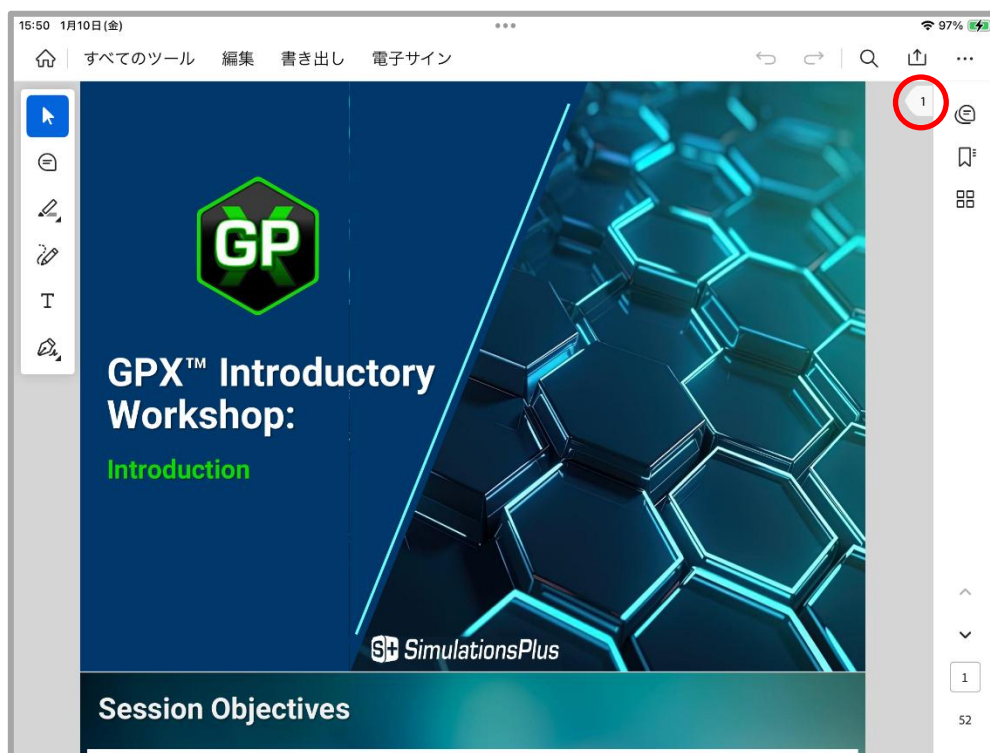 15:50 1月10日(金)
97%
すべてのツール 編集 書き出し 電子サイン
1
T
GPX
GPX™ Introductory
Workshop:
Introduction
S+ SimulationsPlus
1
52
Session Objectives